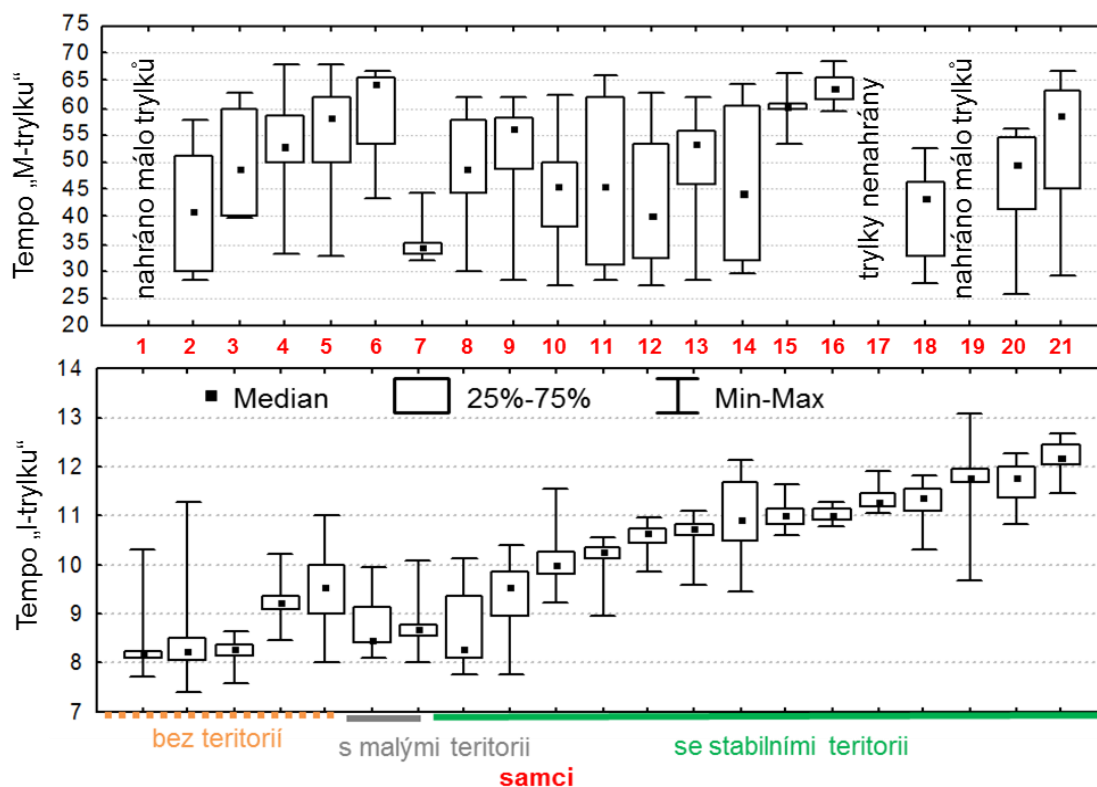 Tempo „M-trylku“
75
70
65
60
55
50
45
40
35
30
25
20
nahráno málo trylků
trylky nenahrány
nahráno málo trylků
1 2 3 4 5 6 7 8 9 10 11 12 13 14 15 16 17 18 19 20 21
Tempo „I-trylku“
14
13
12
11
10
9
8
7
Median 25%-75% Min-Max
bez teritorií
s malými teritorii
se stabilními teritorii
samci